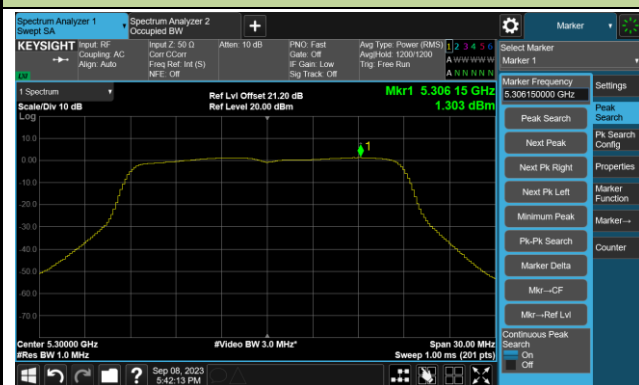 Spectrum Analyzer 1
Swept SA
Spectrum Analyzer 2
Occupied BW
+
Marker
KEYSIGHT
Input: RF
Coupling: AC
Align: Auto
Input Z: 50 Ω
Corr CCorr
Freq Ref: Int (S)
NFE: Off
Atten: 10 dB
PNO: Fast
Gate: Off
IF Gain: Low
Sig Track: Off
Avg Type: Power (RMS)
Avg|Hold: 1200/1200
Trig: Free Run
1 2 3 4 5 6
A W W W W W
A N N N N N
Select Marker
Marker 1
LXI
1 Spectrum
Scale/Div 10 dB
Log
Ref Lvl Offset 21.20 dB
Ref Level 20.00 dBm
Mkr1 5.306 15 GHz
1.303 dBm
1
10.0
0.00
-10.0
-20.0
-30.0
-40.0
-50.0
-60.0
-70.0
Center 5.30000 GHz
#Res BW 1.0 MHz
#Video BW 3.0 MHz*
Span 30.00 MHz
Sweep 1.00 ms (201 pts)
Marker Frequency
5.306150000 GHz
Peak Search
Next Peak
Next Pk Right
Next Pk Left
Minimum Peak
Pk-Pk Search
Marker Delta
Mkr→CF
Mkr→Ref Lvl
Continuous Peak
Search
On
Off
Settings
Peak
Search
Pk Search
Config
Properties
Marker
Function
Marker→
Counter
?
Sep 08, 2023
5:42:13 PM